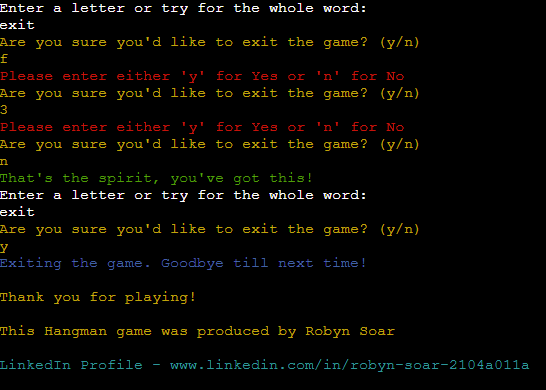 Enter a letter or try for the whole word:
exit
Are you sure you'd like to exit the game? (y/n)
f
Please enter either 'y' for Yes or 'n' for No
Are you sure you'd like to exit the game? (y/n)
3
Please enter either 'y' for Yes or 'n' for No
Are you sure you'd like to exit the game? (y/n)
n
That's the spirit, you've got this!
Enter a letter or try for the whole word:
exit
Are you sure you'd like to exit the game? (y/n)
y
Exiting the game. Goodbye till next time!
Thank you for playing!
This Hangman game was produced by Robyn Soar
LinkedIn Profile - www.linkedin.com/in/robyn-soar-2104a011a